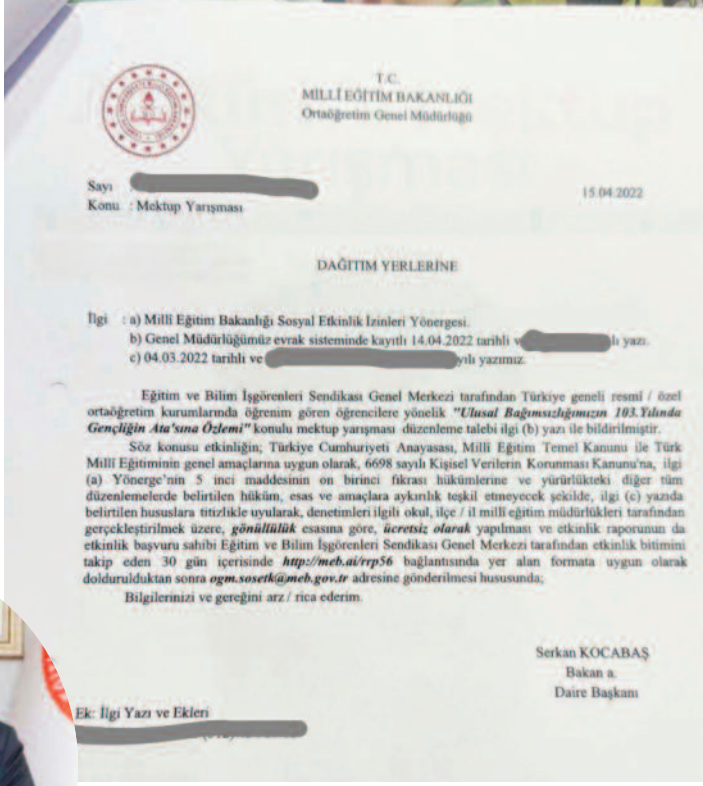 T.C.
MİLLÎ EĞİTİM BAKANLIĞI
Ortaöğretim Genel Müdürlüğü
Sayı :
Konu : Mektup Yarışması
15.04.2022
DAĞITIM YERLERİNE
İlgi : a) Millî Eğitim Bakanlığı Sosyal Etkinlik İzinleri Yönergesi.
b) Genel Müdürlüğümüz evrak sisteminde kayıtlı 14.04.2022 tarihli v lı yazı.
c) 04.03.2022 tarihli ve yılı yazımız.
Eğitim ve Bilim İşgörenleri Sendikası Genel Merkezi tarafından Türkiye geneli resmî / özel
ortaöğretim kurumlarında öğrenim gören öğrencilere yönelik "Ulusal Bağımsızlığımızın 103.Yılında
Gençliğin Ata'sına Özlemi" konulu mektup yarışması düzenleme talebi ilgi (b) yazı ile bildirilmiştir.
Söz konusu etkinliğin; Türkiye Cumhuriyeti Anayasası, Millî Eğitim Temel Kanunu ile Türk
Millî Eğitiminin genel amaçlarına uygun olarak, 6698 sayılı Kişisel Verilerin Korunması Kanunu'na, ilgi
(a) Yönerge'nin 5 inci maddesinin on birinci fıkrası hükümlerine ve yürürlükteki diğer tüm
düzenlemelerde belirtilen hüküm, esas ve amaçlara aykırılık teşkil etmeyecek şekilde, ilgi (c) yazıda
belirtilen hususlara titizlikle uyularak, denetimleri ilgili okul, ilçe / il millî eğitim müdürlükleri tarafından
gerçekleştirilmek üzere, gönüllülük esasına göre, ücretsiz olarak yapılması ve etkinlik raporunun da
etkinlik başvuru sahibi Eğitim ve Bilim İşgörenleri Sendikası Genel Merkezi tarafından etkinlik bitimini
takip eden 30 gün içerisinde http://meb.ai/rrp56 bağlantısında yer alan formata uygun olarak
doldurulduktan sonra ogm.sosetk@meb.gov.tr adresine gönderilmesi hususunda;
Bilgilerinizi ve gereğini arz / rica ederim.
Serkan KOCABAŞ
Bakan a.
Daire Başkanı
Ek: İlgi Yazı ve Ekleri